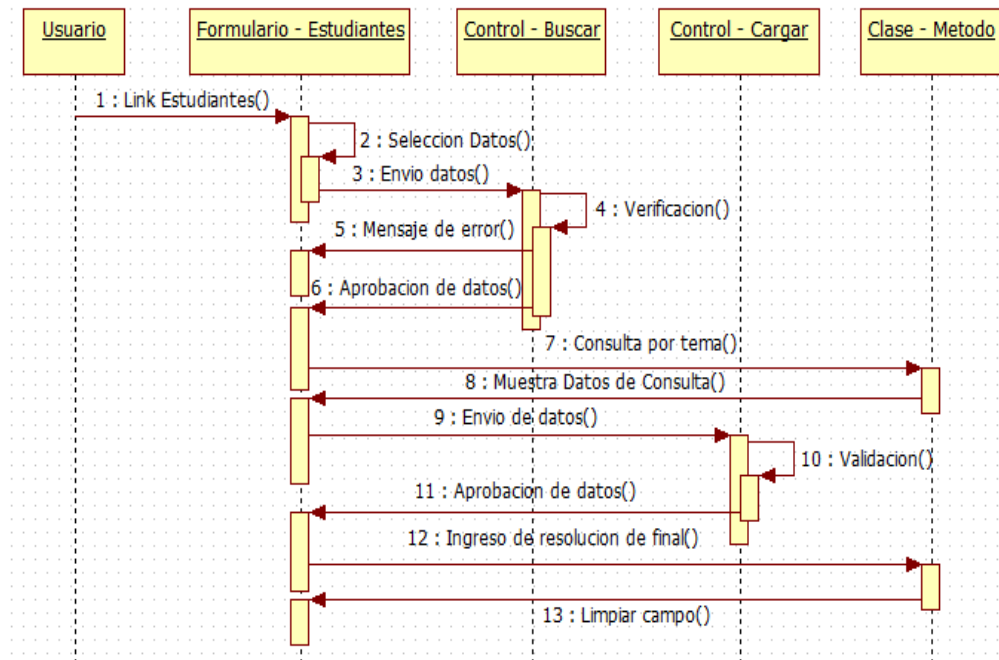 Usuario
Formulario - Estudiantes
Control - Buscar
Control - Cargar
Clase - Metodo
1 : Link Estudiantes()
2 : Seleccion Datos()
3 : Envio datos()
4 : Verificacion()
5 : Mensaje de error()
6 : Aprobacion de datos()
7 : Consulta por tema()
8 : Muestra Datos de Consulta()
9 : Envio de datos()
10 : Validacion()
11 : Aprobacion de datos()
12 : Ingreso de resolucion de final()
13 : Limpiar campo()